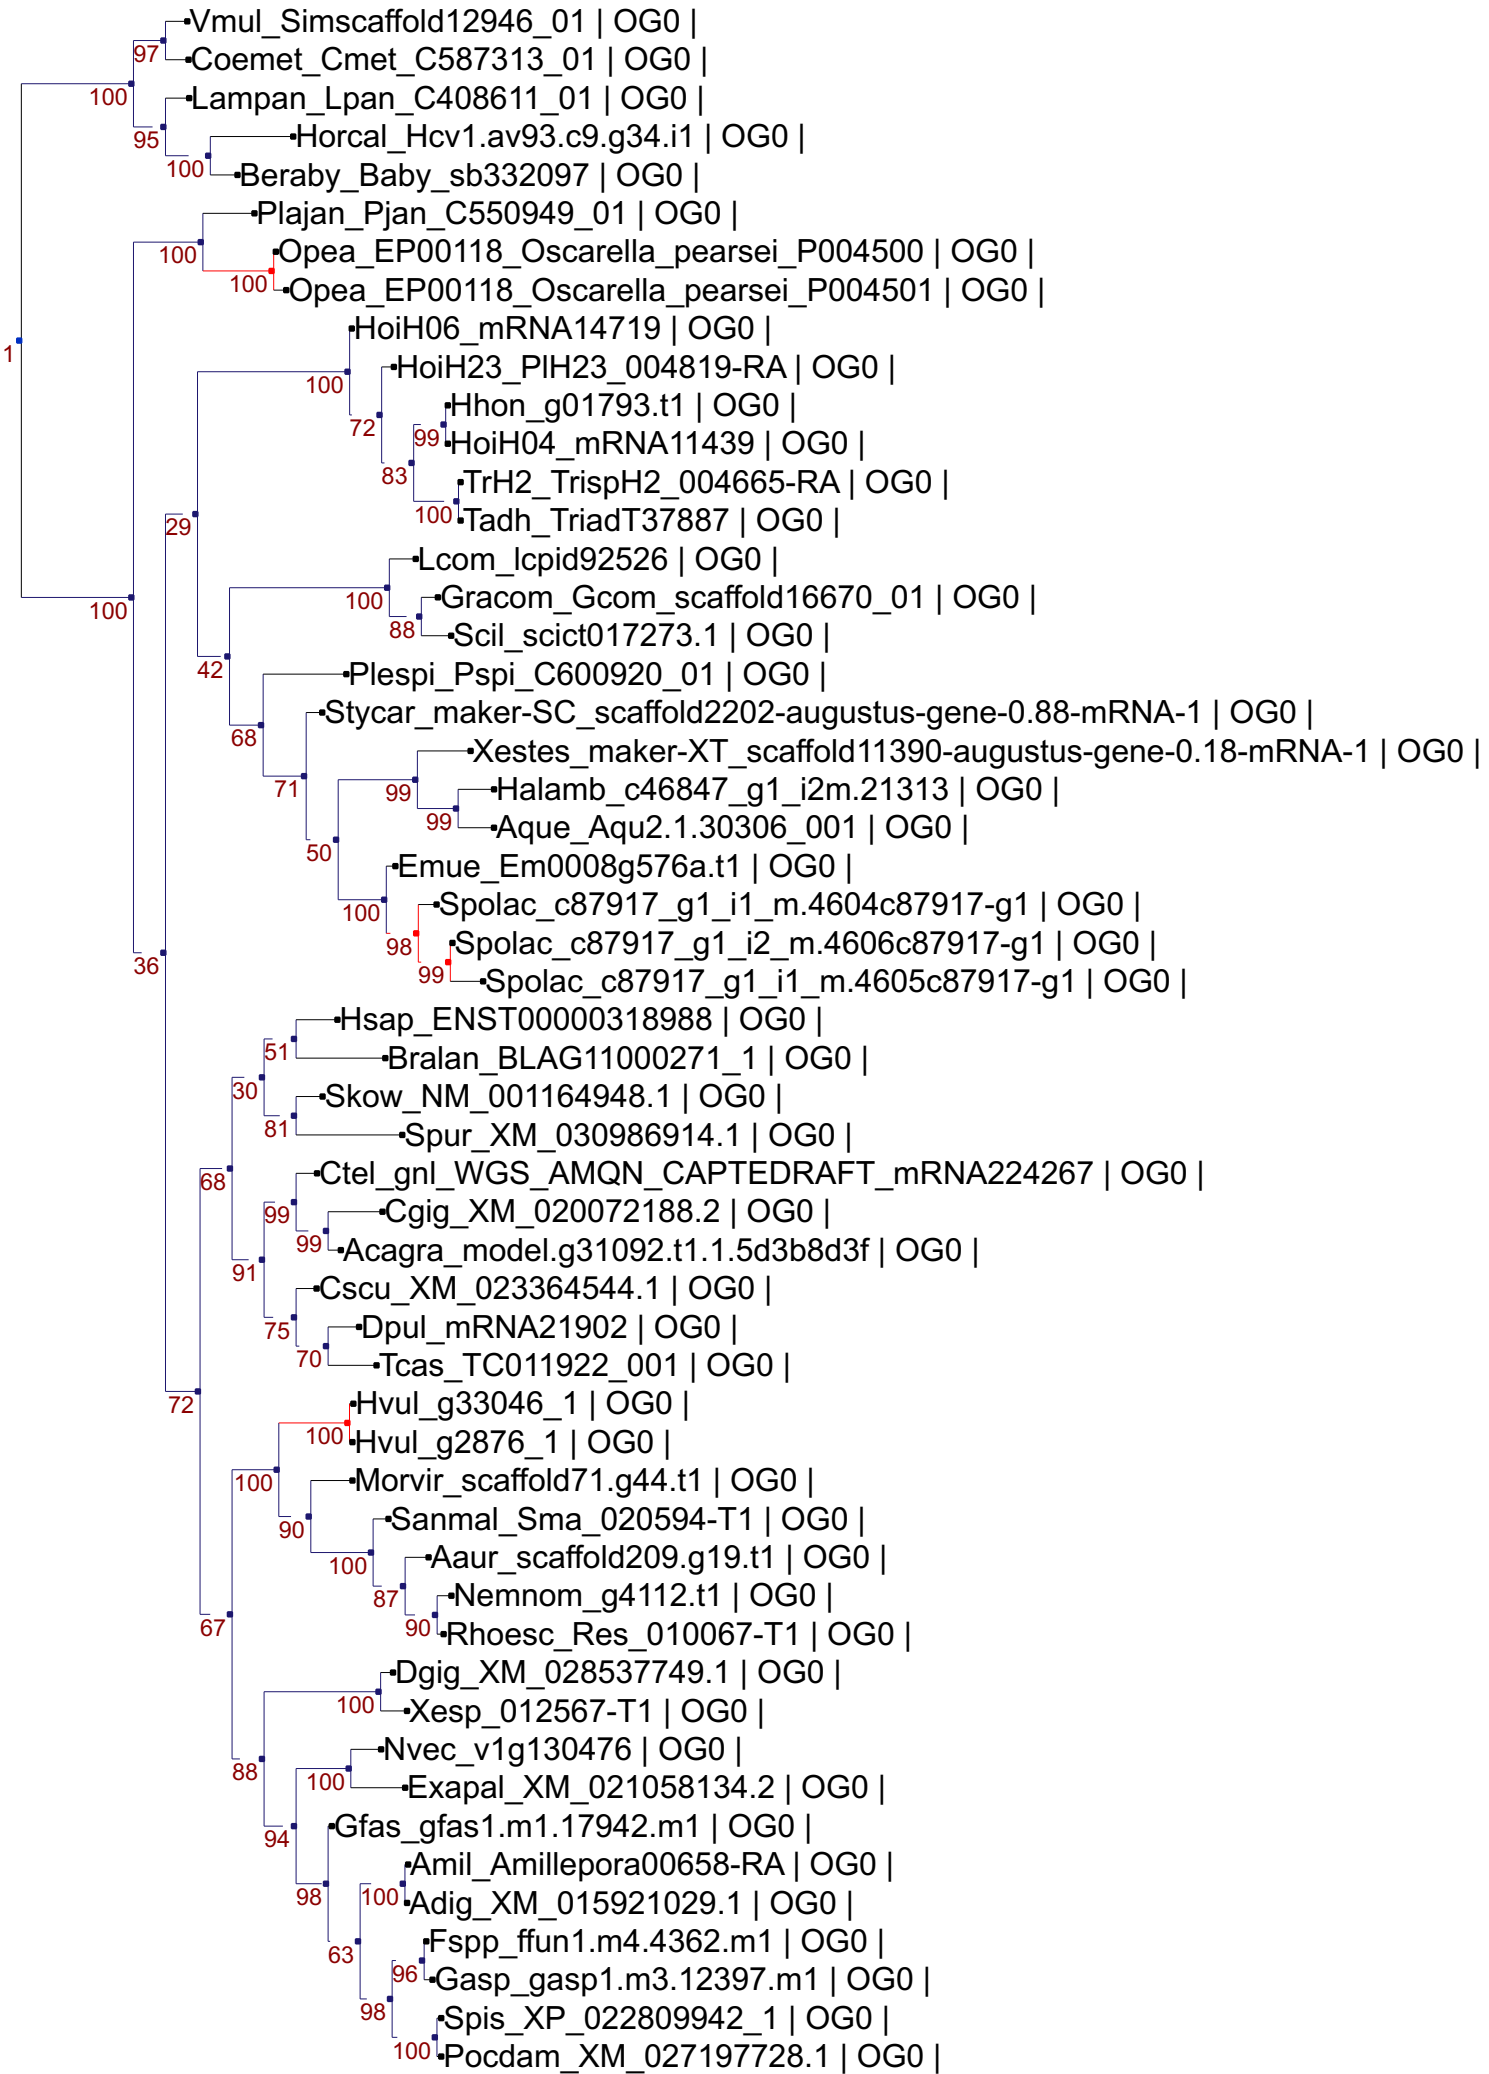 Vmul_Simscaffold12946_01 | OG0 |
97
Coemet_Cmet_C587313_01 | OG0 |
100
Lampan_Lpan_C408611_01 | OG0 |
95
Horcal_Hcv1.av93.c9.g34.i1 | OG0 |
100
Beraby_Baby_sb332097 | OG0 |
Plajan_Pjan_C550949_01 | OG0 |
100
Opea_EP00118_Oscarella_pearsei_P004500 | OG0 |
100
Opea_EP00118_Oscarella_pearsei_P004501 | OG0 |
HoiH06_mRNA14719 | OG0 |
1
HoiH23_PlH23_004819-RA | OG0 |
100
Hhon_g01793.t1 | OG0 |
72
99
HoiH04_mRNA11439 | OG0 |
83
TrH2_TrispH2_004665-RA | OG0 |
100
Tadh_TriadT37887 | OG0 |
29
Lcom_lcpid92526 | OG0 |
100
Gracom_Gcom_scaffold16670_01 | OG0 |
100
88
Scil_scict017273.1 | OG0 |
42
Plespi_Pspi_C600920_01 | OG0 |
Stycar_maker-SC_scaffold2202-augustus-gene-0.88-mRNA-1 | OG0 |
68
Xestes_maker-XT_scaffold11390-augustus-gene-0.18-mRNA-1 | OG0 |
71
99
Halamb_c46847_g1_i2m.21313 | OG0 |
99
Aque_Aqu2.1.30306_001 | OG0 |
50
Emue_Em0008g576a.t1 | OG0 |
100
Spolac_c87917_g1_i1_m.4604c87917-g1 | OG0 |
98
Spolac_c87917_g1_i2_m.4606c87917-g1 | OG0 |
36
99
Spolac_c87917_g1_i1_m.4605c87917-g1 | OG0 |
Hsap_ENST00000318988 | OG0 |
51
Bralan_BLAG11000271_1 | OG0 |
30
Skow_NM_001164948.1 | OG0 |
81
Spur_XM_030986914.1 | OG0 |
68
Ctel_gnl_WGS_AMQN_CAPTEDRAFT_mRNA224267 | OG0 |
99
Cgig_XM_020072188.2 | OG0 |
99
Acagra_model.g31092.t1.1.5d3b8d3f | OG0 |
91
Cscu_XM_023364544.1 | OG0 |
75
Dpul_mRNA21902 | OG0 |
70
Tcas_TC011922_001 | OG0 |
72
Hvul_g33046_1 | OG0 |
100
Hvul_g2876_1 | OG0 |
100
Morvir_scaffold71.g44.t1 | OG0 |
90
Sanmal_Sma_020594-T1 | OG0 |
100
Aaur_scaffold209.g19.t1 | OG0 |
87
Nemnom_g4112.t1 | OG0 |
67
90
Rhoesc_Res_010067-T1 | OG0 |
Dgig_XM_028537749.1 | OG0 |
100
Xesp_012567-T1 | OG0 |
Nvec_v1g130476 | OG0 |
88
100
Exapal_XM_021058134.2 | OG0 |
94
Gfas_gfas1.m1.17942.m1 | OG0 |
Amil_Amillepora00658-RA | OG0 |
98
100
Adig_XM_015921029.1 | OG0 |
63
Fspp_ffun1.m4.4362.m1 | OG0 |
96
Gasp_gasp1.m3.12397.m1 | OG0 |
98
Spis_XP_022809942_1 | OG0 |
100
Pocdam_XM_027197728.1 | OG0 |